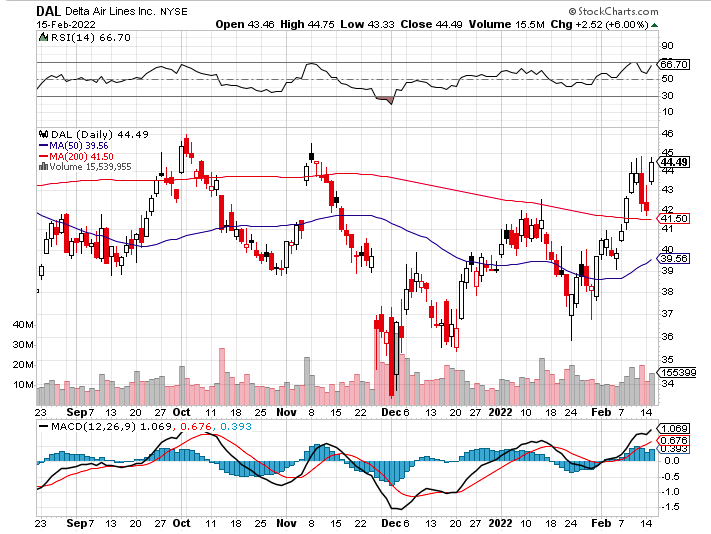 DAL Delta Air Lines Inc. NYSE © StockCharts.com
15-Feb-2022 Open 43.46 High 44.75 Low 43.33 Close 44.49 Volume 15.5M Chg +2.52 (+6.00%)
RSI(14) 66.70
90
66.70
50
30
10
DAL (Daily) 44.49
MA(50) 39.56
MA(200) 41.50
Volume 15,539,955
46
45
44.49
44
43
42
41.50
41
40
39.56
39
38
37
36
35
34
40M
30M
20M
10M
155399
23 Sep 7 13 20 27 Oct 11 18 25 Nov 8 15 22 Dec 6 13 20 27 2022 10 18 24 Feb 7 14
MACD(12,26,9) 1.069, 0.676, 0.393
1.069
0.676
0.393
0.0
-0.5
-1.0
-1.5
23 Sep 7 13 20 27 Oct 11 18 25 Nov 8 15 22 Dec 6 13 20 27 2022 10 18 24 Feb 7 14